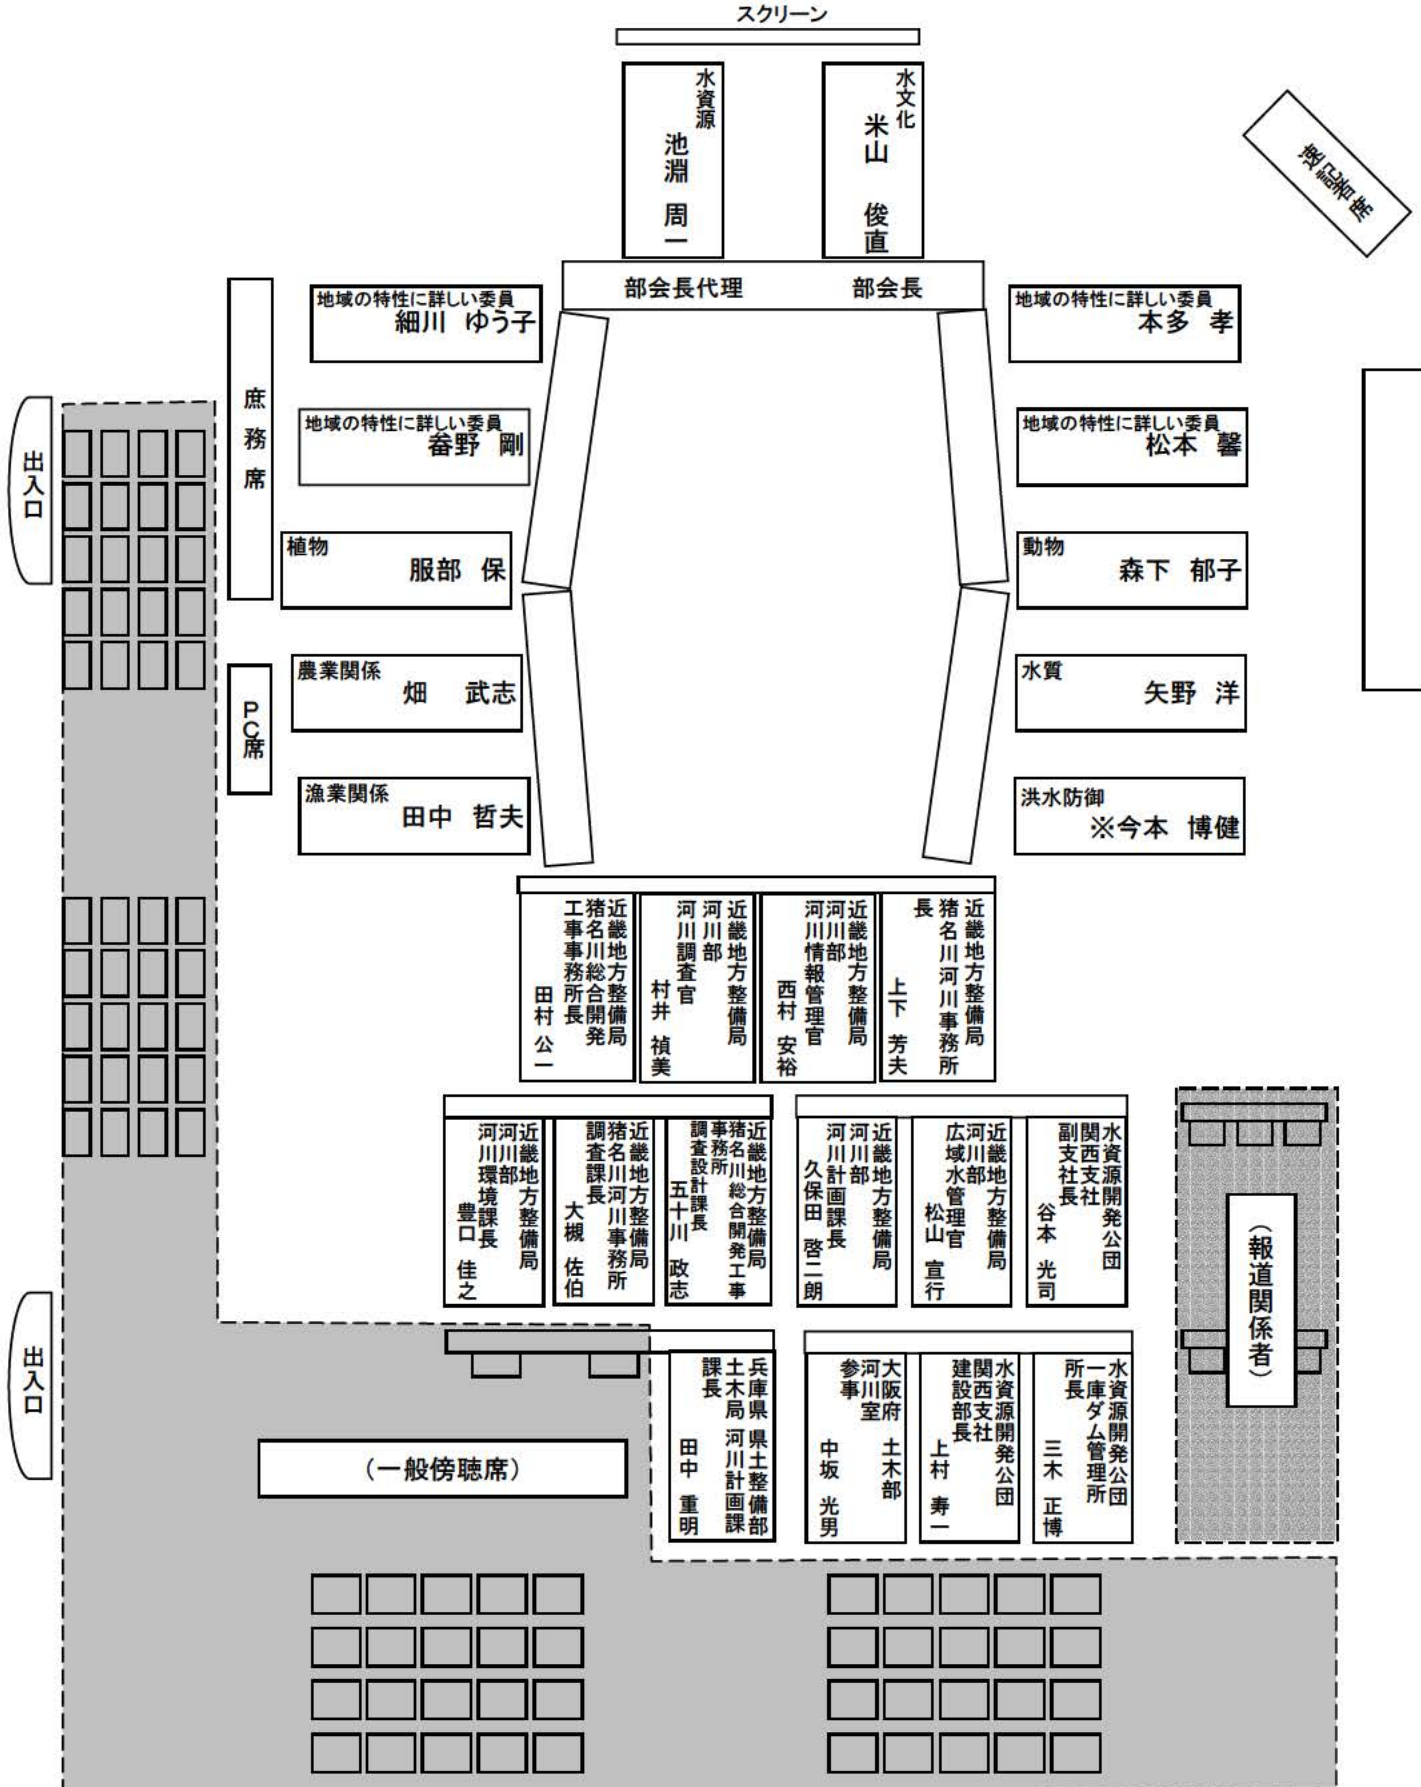 スクリーン
水資源
池淵 周一
水文化
米山 俊直
速記者席
部会長代理
部会長
地域の特性に詳しい委員
細川 ゆう子
地域の特性に詳しい委員
本多 孝
庶務席
出入口
地域の特性に詳しい委員
畚野 剛
地域の特性に詳しい委員
松本 馨
植物
服部 保
動物
森下 郁子
PC席
農業関係
畑 武志
水質
矢野 洋
漁業関係
田中 哲夫
洪水防御
※今本 博健
近畿地方整備局
猪名川総合開発
工事事務所長
田村 公一
近畿地方整備局
河川部
河川調査官
村井 禎美
近畿地方整備局
河川部
河川情報管理官
西村 安裕
近畿地方整備局
猪名川河川事務所
長
上下 芳夫
近畿地方整備局
河川部
河川環境課長
豊口 佳之
近畿地方整備局
猪名川河川事務所
調査課長
大槻 佐伯
近畿地方整備局
猪名川総合開発工事
事務所
調査設計課長
五十川 政志
近畿地方整備局
河川部
河川計画課長
久保田 啓二朗
近畿地方整備局
河川部
広域水管理官
松山 宣行
水資源開発公団
関西支社
副支社長
谷本 光司
(報道関係者)
出入口
兵庫県 県土整備部
土木局 河川計画課
課長
田中 重明
大阪府 土木部
河川室
参事
中坂 光男
水資源開発公団
関西支社
建設部長
上村 寿一
水資源開発公団
一庫ダム管理所
所長
三木 正博
(一般傍聴席)